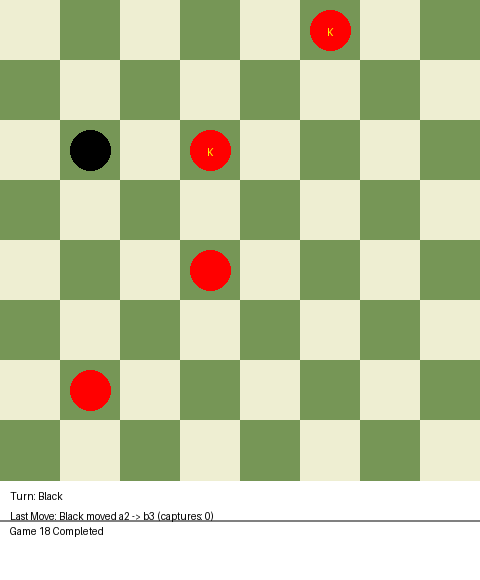 K
K
Turn: Black
Last Move: Black moved a2 -> b3 (captures: 0)
Game 18 Completed